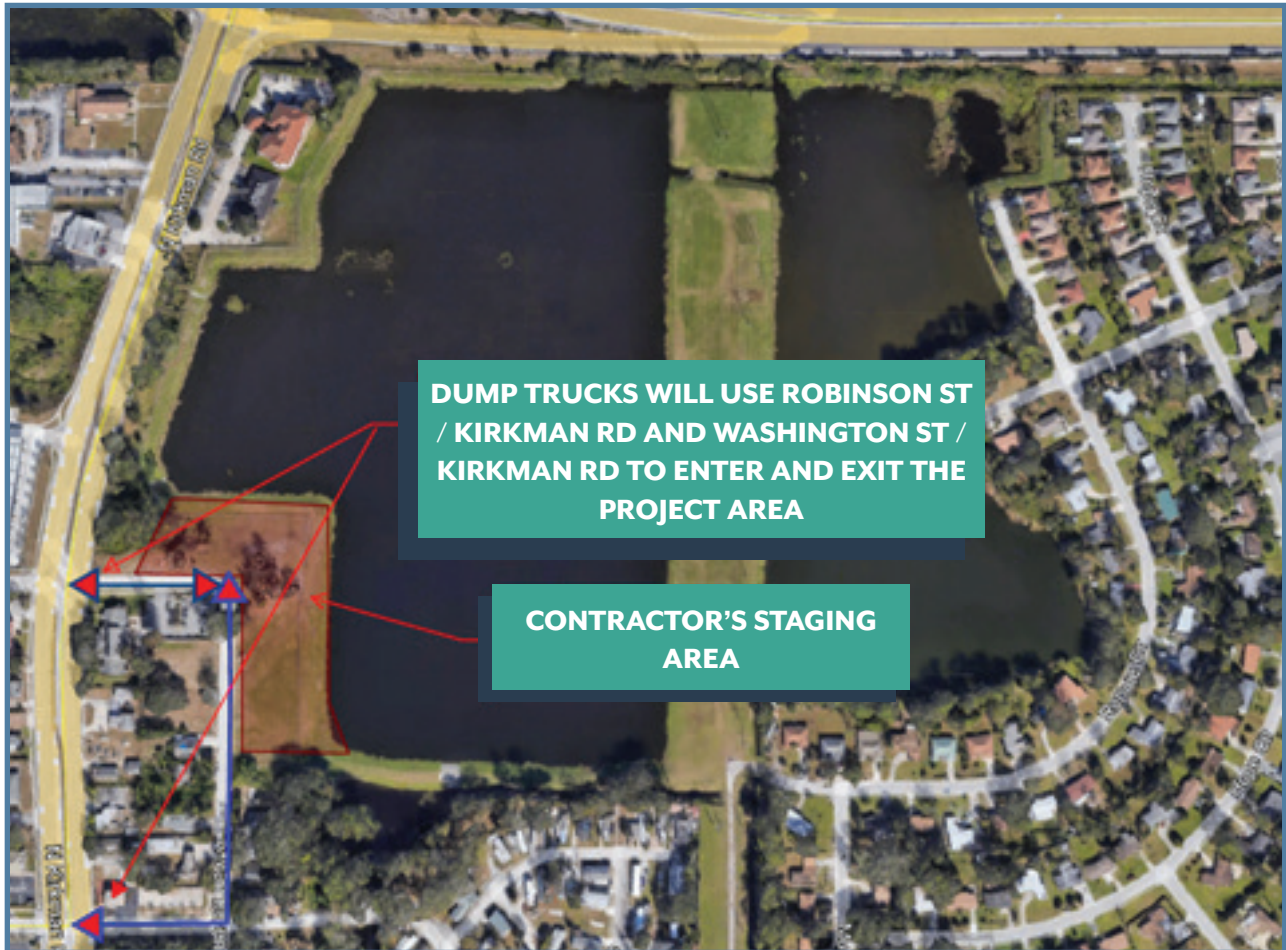 DUMP TRUCKS WILL USE ROBINSON ST
/ KIRKMAN RD AND WASHINGTON ST /
KIRKMAN RD TO ENTER AND EXIT THE
PROJECT AREA
CONTRACTOR’S STAGING
AREA